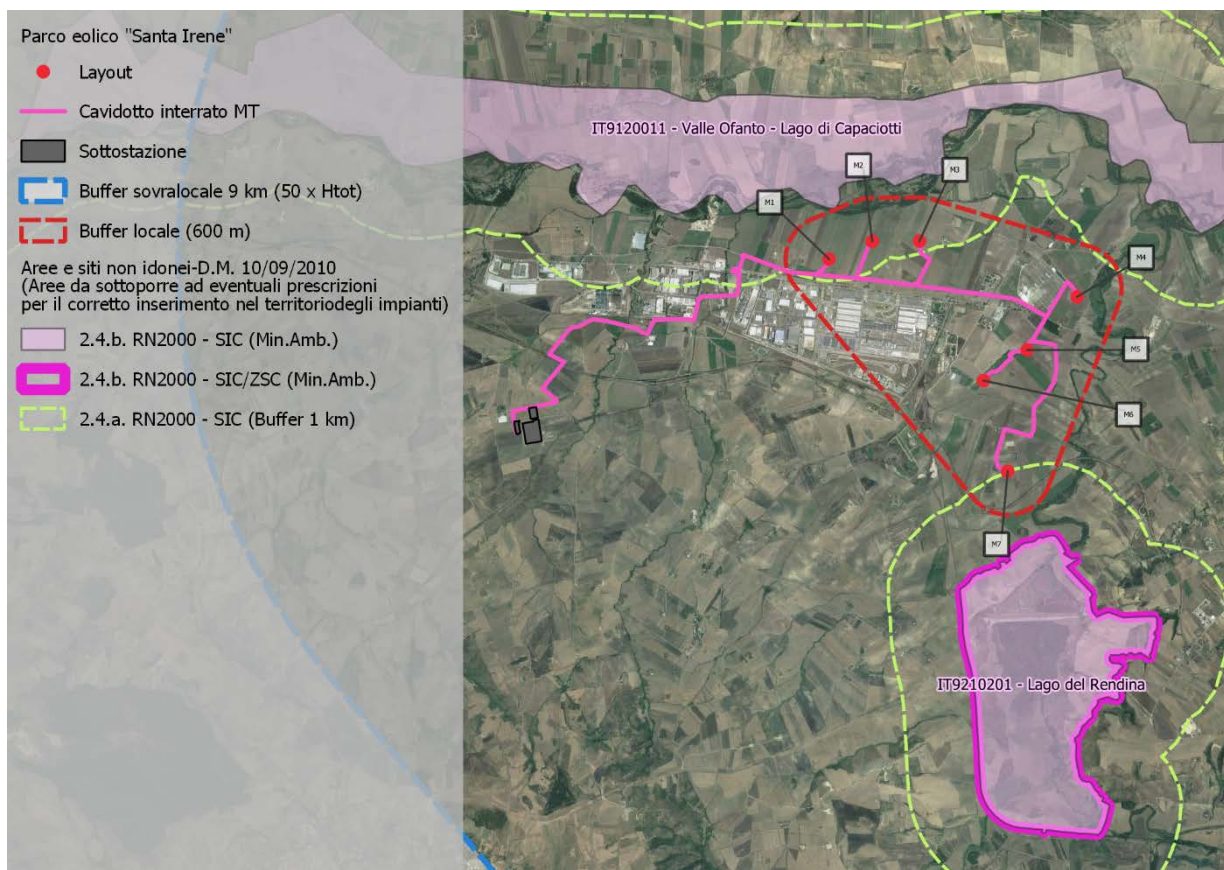 Parco eolico "Santa Irene"
Layout
Cavidotto interrato MT
Sottostazione
Buffer sovralocale 9 km (50 x Htot)
Buffer locale (600 m)
Aree e siti non idonei-D.M. 10/09/2010
(Aree da sottoporre ad eventuali prescrizioni
per il corretto inserimento nel territoriodegli impianti)
2.4.b. RN2000 - SIC (Min.Amb.)
2.4.b. RN2000 - SIC/ZSC (Min.Amb.)
2.4.a. RN2000 - SIC (Buffer 1 km)
IT9120011 - Valle Ofanto - Lago di Capaciotti
M1
M2
M3
M4
M5
M6
M7
IT9210201 - Lago del Rendina